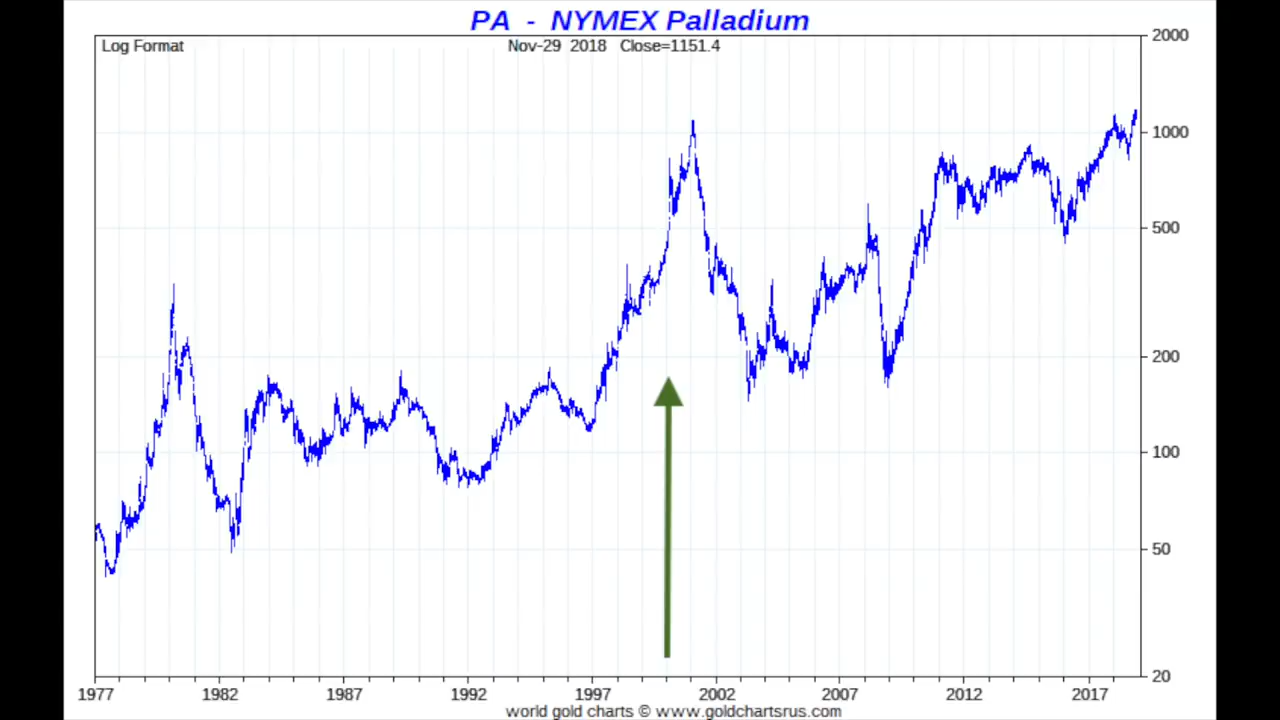 PA - NYMEX Palladium
Log Format
Nov-29 2018 Close=1151.4
2000
1000
500
200
100
50
20
1977 1982 1987 1992 1997 2002 2007 2012 2017
world gold charts © www.goldchartsrus.com